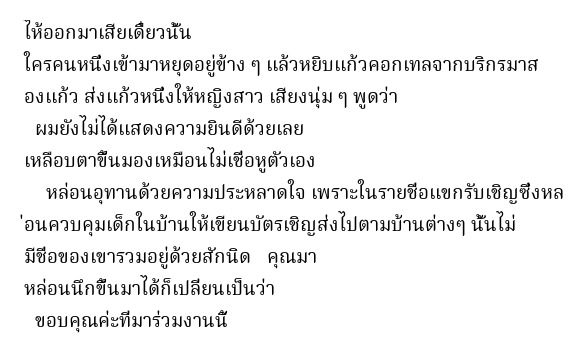 ไห้ออกมาเสียเดี๋ยวนั้น
ใครคนหนึ่งเข้ามาหยุดอยู่ข้าง ๆ แล้วหยิบแก้วคอกเทลจากบริกรมาส
องแก้ว ส่งแก้วหนึ่งให้หญิงสาว เสียงนุ่ม ๆ พูดว่า
ผมยังไม่ได้แสดงความยินดีด้วยเลย
เหลือบตาขึ้นมองเหมือนไม่เชื่อหูตัวเอง
หล่อนอุทานด้วยความประหลาดใจ เพราะในรายชื่อแขกรับเชิญซึ่งหล
่อนควบคุมเด็กในบ้านให้เขียนบัตรเชิญส่งไปตามบ้านต่างๆ นั้นไม่
มีชื่อของเขารวมอยู่ด้วยสักนิด คุณมา
หล่อนนึกขึ้นมาได้ก็เปลี่ยนเป็นว่า
ขอบคุณค่ะที่มาร่วมงานนี้